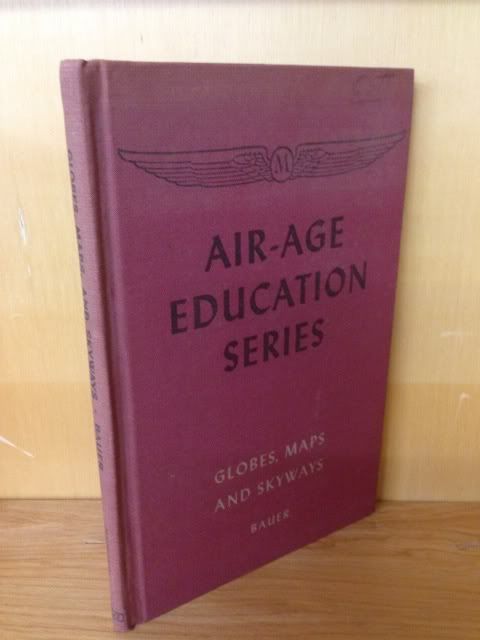 M
AIR-AGE
EDUCATION
SERIES
GLOBES, MAPS
AND SKYWAYS
BAUER
GLOBES, MAPS AND SKYWAYS - BAUER